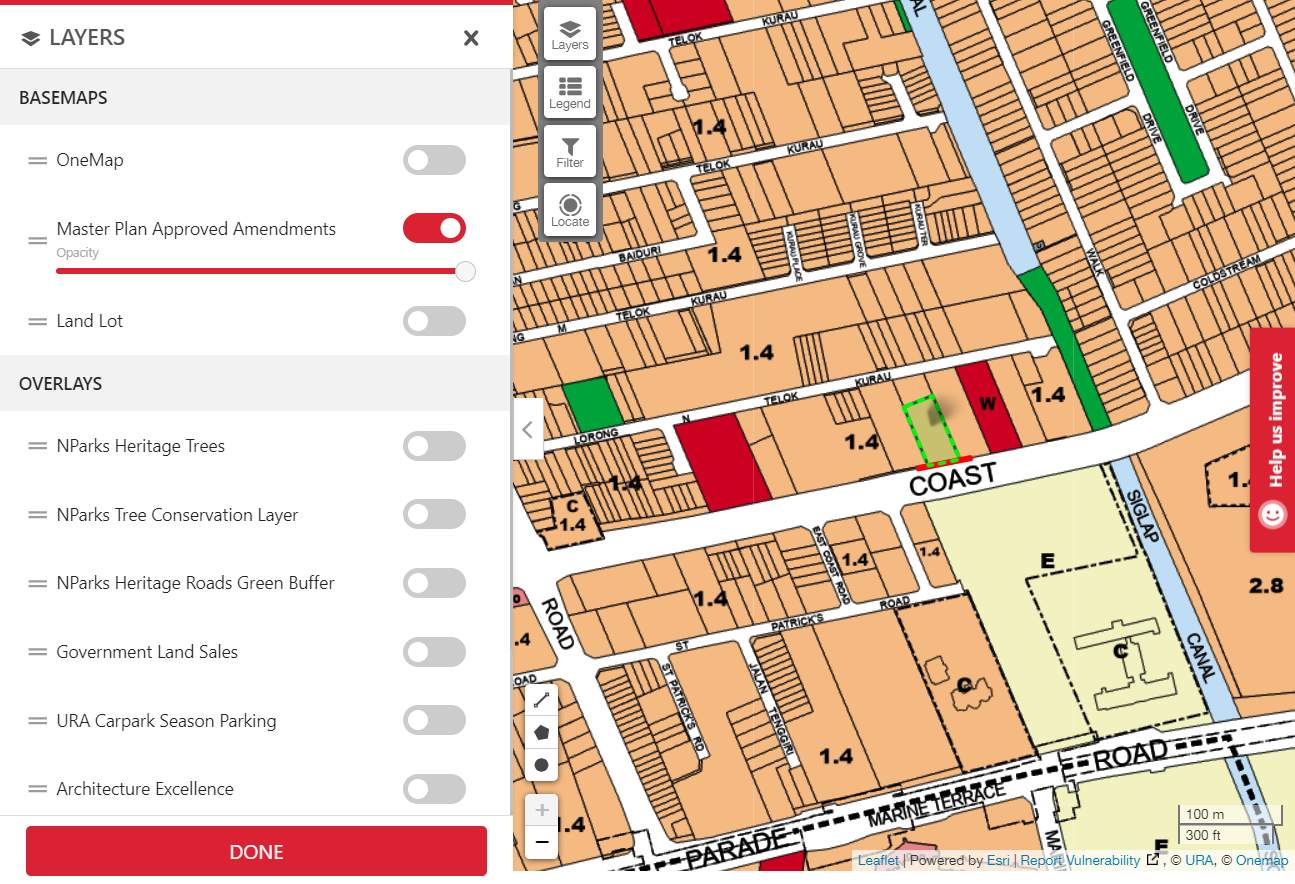 LAYERS
BASEMAPS
OneMap
Master Plan Approved Amendments
Opacity
Land Lot
OVERLAYS
NParks Heritage Trees
NParks Tree Conservation Layer
NParks Heritage Roads Green Buffer
Government Land Sales
URA Carpark Season Parking
Architecture Excellence
DONE
Layers
Legend
Filter
Locate
Help us improve
TELOK
KURAU
AL
GREENFIELD
GREENFIELD
DRIVE
DRIVE
1.4
TELOK
KURAU
KURAU PLACE
KURAU GROVE
KURAU TER
BAIDURI
1.4
WALK
COLDSTREAM
M
TELOK
KURAU
1.4
LORONG
N
TELOK
KURAU
1.4
W
1.4
1.4
C
1.4
COAST
1.4
SIGLAP
CANAL
E
C
2.8
EAST COAST ROAD
1.4
1.4
1.4
ROAD
.4
OAD
ST
PATRICK'S
ROAD
ST PATRICK'S RD
JALAN
TENGGIRI
C
1.4
1.4
PARADE
MARINE TERRACE
ROAD
E
+
−
100 m
300 ft
Leaflet | Powered by Esri | Report Vulnerability , © URA, © Onemap